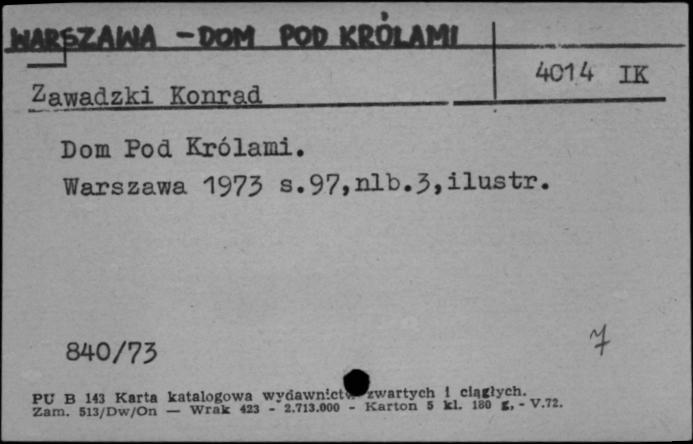 WARSZAWA - DOM POD KRÓLAMI
4014 IK
Zawadzki Konrad
Dom Pod Królami.
Warszawa 1973 s.97,nlb.3,ilustr.
840/73
7
PU B 143 Karta katalogowa wydawnictw zwartych i ciągłych.
Zam. 513/Dw/On — Wrak 423 - 2.713.000 - Karton 5 kl. 180 g, - V.72.